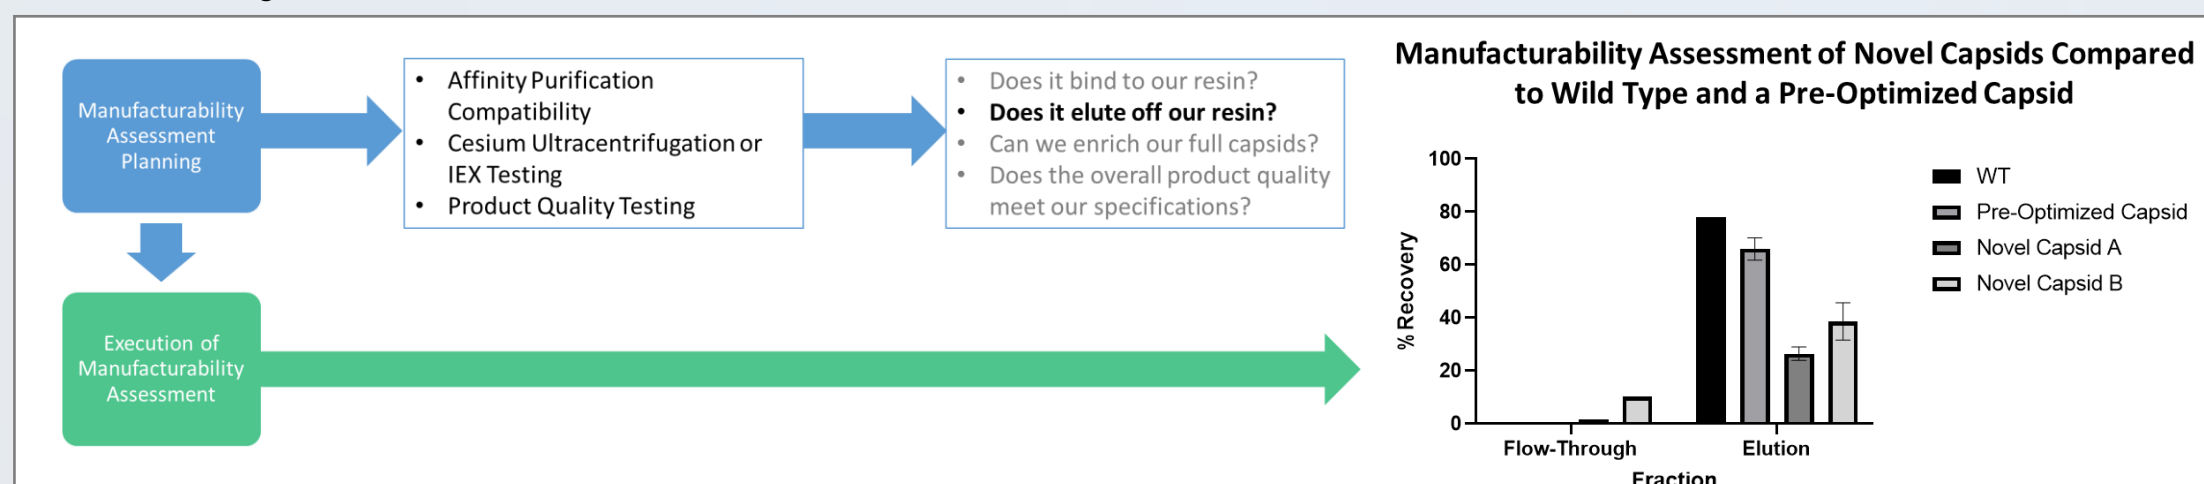 Manufacturability
Assessment
Planning
• Affinity Purification
Compatibility
• Cesium Ultracentrifugation or
IEX Testing
• Product Quality Testing
• Does it bind to our resin?
• Does it elute off our resin?
• Can we enrich our full capsids?
• Does the overall product quality
meet our specifications?
Execution of
Manufacturability
Assessment
Manufacturability Assessment of Novel Capsids Compared
to Wild Type and a Pre-Optimized Capsid
% Recovery
100
80
60
40
20
0
Flow-Through
Elution
Fraction
WT
Pre-Optimized Capsid
Novel Capsid A
Novel Capsid B